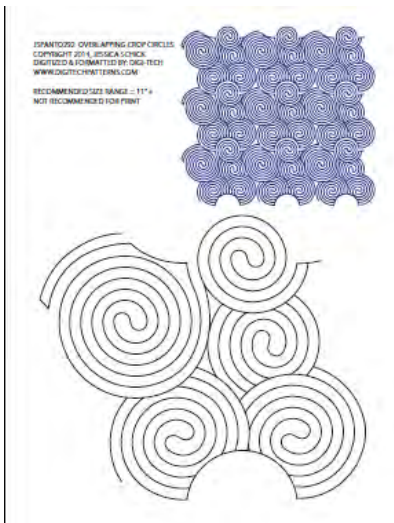 JSPANTO292 OVERLAPPING CROP CIRCLES
COPYRIGHT 2014, JESSICA SCHICK
DIGITIZED & FORMATTED BY: DIGI-TECH
WWW.DIGITECHPATTERNS.COM
RECOMMENDED SIZE RANGE :: 11" +
NOT RECOMMENDED FOR PRINT